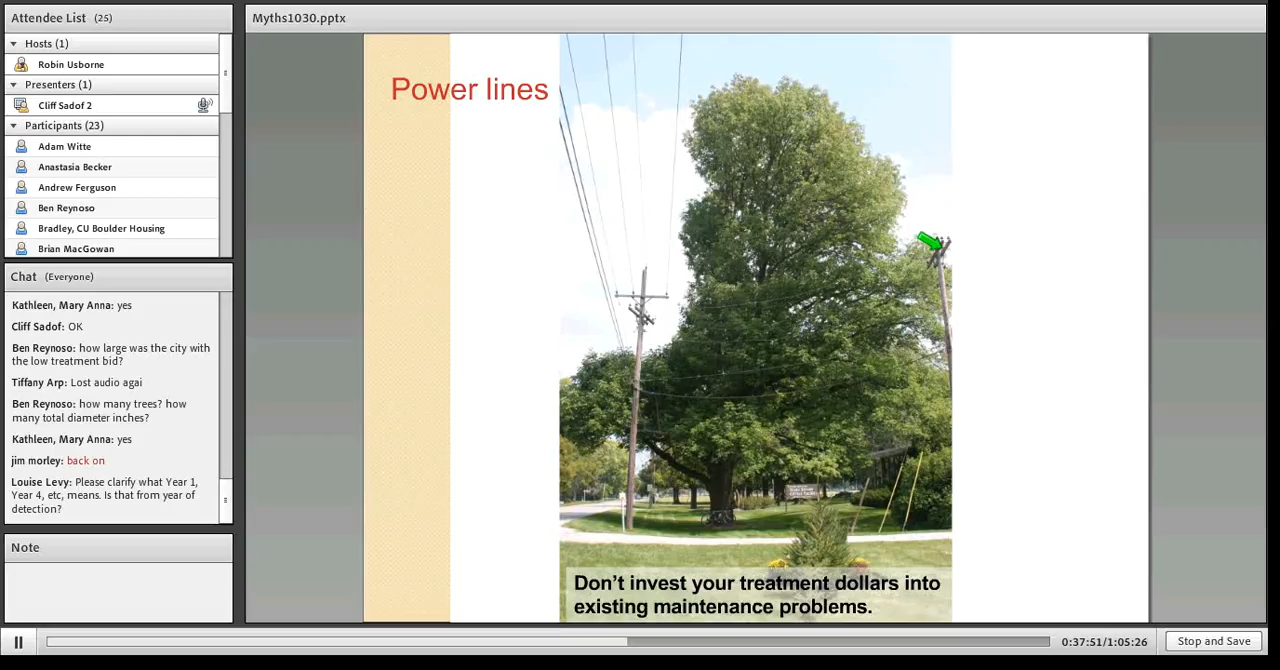 Attendee List (25)
Hosts (1)
Robin Usborne
Presenters (1)
Cliff Sadof 2
Participants (23)
Adam Witte
Anastasia Becker
Andrew Ferguson
Ben Reynoso
Bradley, CU Boulder Housing
Brian MacGowan
Chat (Everyone)
Kathleen, Mary Anna: yes
Cliff Sadof: OK
Ben Reynoso: how large was the city with
the low treatment bid?
Tiffany Arp: Lost audio agai
Ben Reynoso: how many trees? how
many total diameter inches?
Kathleen, Mary Anna: yes
jim morley: back on
Louise Levy: Please clarify what Year 1,
Year 4, etc, means. Is that from year of
detection?
Note
Myths1030.pptx
Power lines
Don't invest your treatment dollars into
existing maintenance problems.
0:37:51/1:05:26
Stop and Save